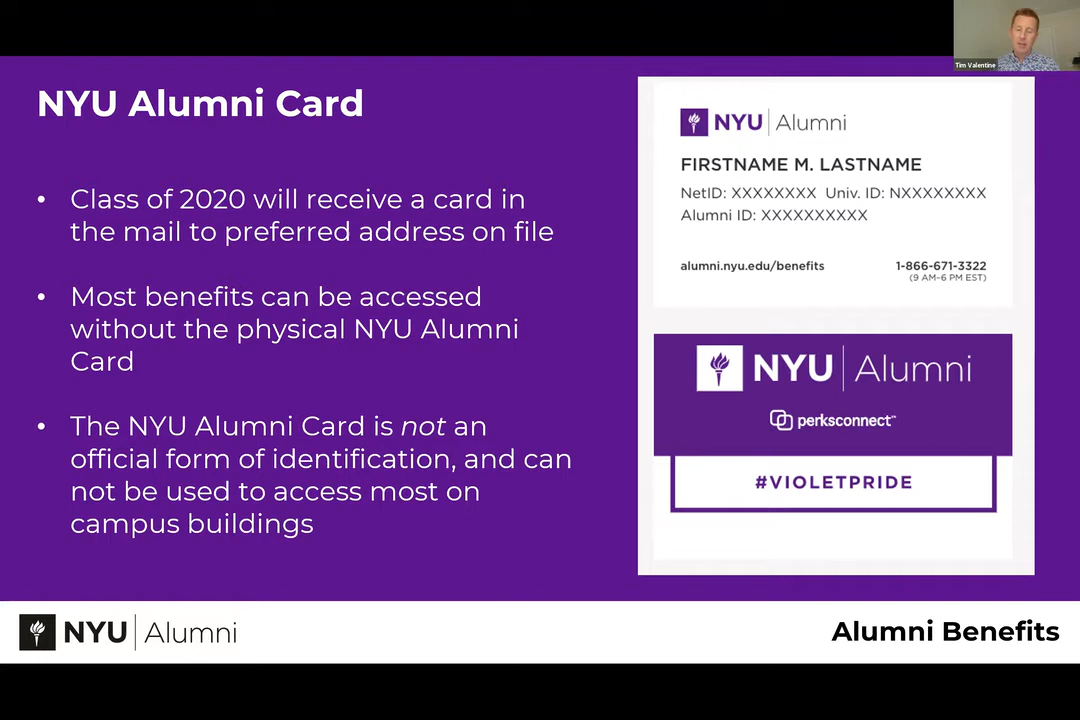 Tim Valentine
NYU Alumni Card
• Class of 2020 will receive a card in
the mail to preferred address on file
• Most benefits can be accessed
without the physical NYU Alumni
Card
• The NYU Alumni Card is not an
official form of identification, and can
not be used to access most on
campus buildings
NYU | Alumni
FIRSTNAME M. LASTNAME
NetID: XXXXXXXX Univ. ID: NXXXXXXXX
Alumni ID: XXXXXXXXXX
alumni.nyu.edu/benefits 1-866-671-3322
(9 AM–6 PM EST)
NYU | Alumni
perksconnect™
#VIOLETPRIDE
NYU | Alumni
Alumni Benefits